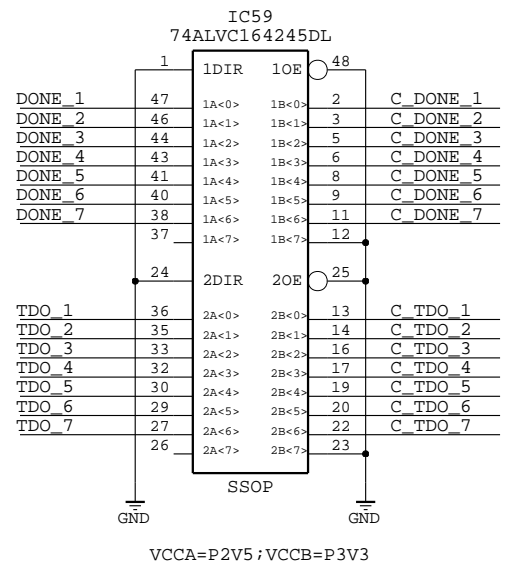 IC59
74ALVC164245DL
1 1DIR 1OE 48
DONE_1 47 1A<0> 1B<0> 2 C_DONE_1
DONE_2 46 1A<1> 1B<1> 3 C_DONE_2
DONE_3 44 1A<2> 1B<2> 5 C_DONE_3
DONE_4 43 1A<3> 1B<3> 6 C_DONE_4
DONE_5 41 1A<4> 1B<4> 8 C_DONE_5
DONE_6 40 1A<5> 1B<5> 9 C_DONE_6
DONE_7 38 1A<6> 1B<6> 11 C_DONE_7
37 1A<7> 1B<7> 12
24 2DIR 2OE 25
TDO_1 36 2A<0> 2B<0> 13 C_TDO_1
TDO_2 35 2A<1> 2B<1> 14 C_TDO_2
TDO_3 33 2A<2> 2B<2> 16 C_TDO_3
TDO_4 32 2A<3> 2B<3> 17 C_TDO_4
TDO_5 30 2A<4> 2B<4> 19 C_TDO_5
TDO_6 29 2A<5> 2B<5> 20 C_TDO_6
TDO_7 27 2A<6> 2B<6> 22 C_TDO_7
26 2A<7> 2B<7> 23
SSOP
GND GND
VCCA=P2V5;VCCB=P3V3